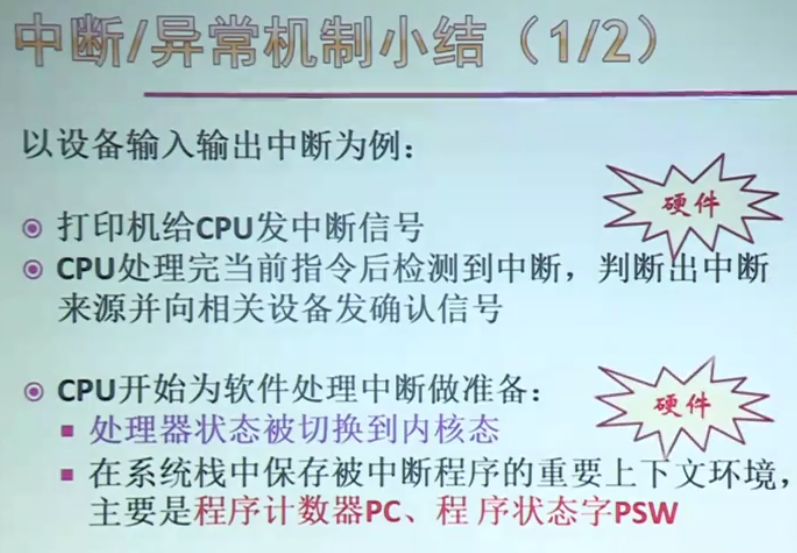 中断/异常机制小结（1/2）
以设备输入输出中断为例：
硬件
打印机给CPU发中断信号
CPU处理完当前指令后检测到中断，判断出中断
来源并向相关设备发确认信号
CPU开始为软件处理中断做准备：
硬件
处理器状态被切换到内核态
在系统栈中保存被中断程序的重要上下文环境，
主要是程序计数器PC、程 序状态字PSW